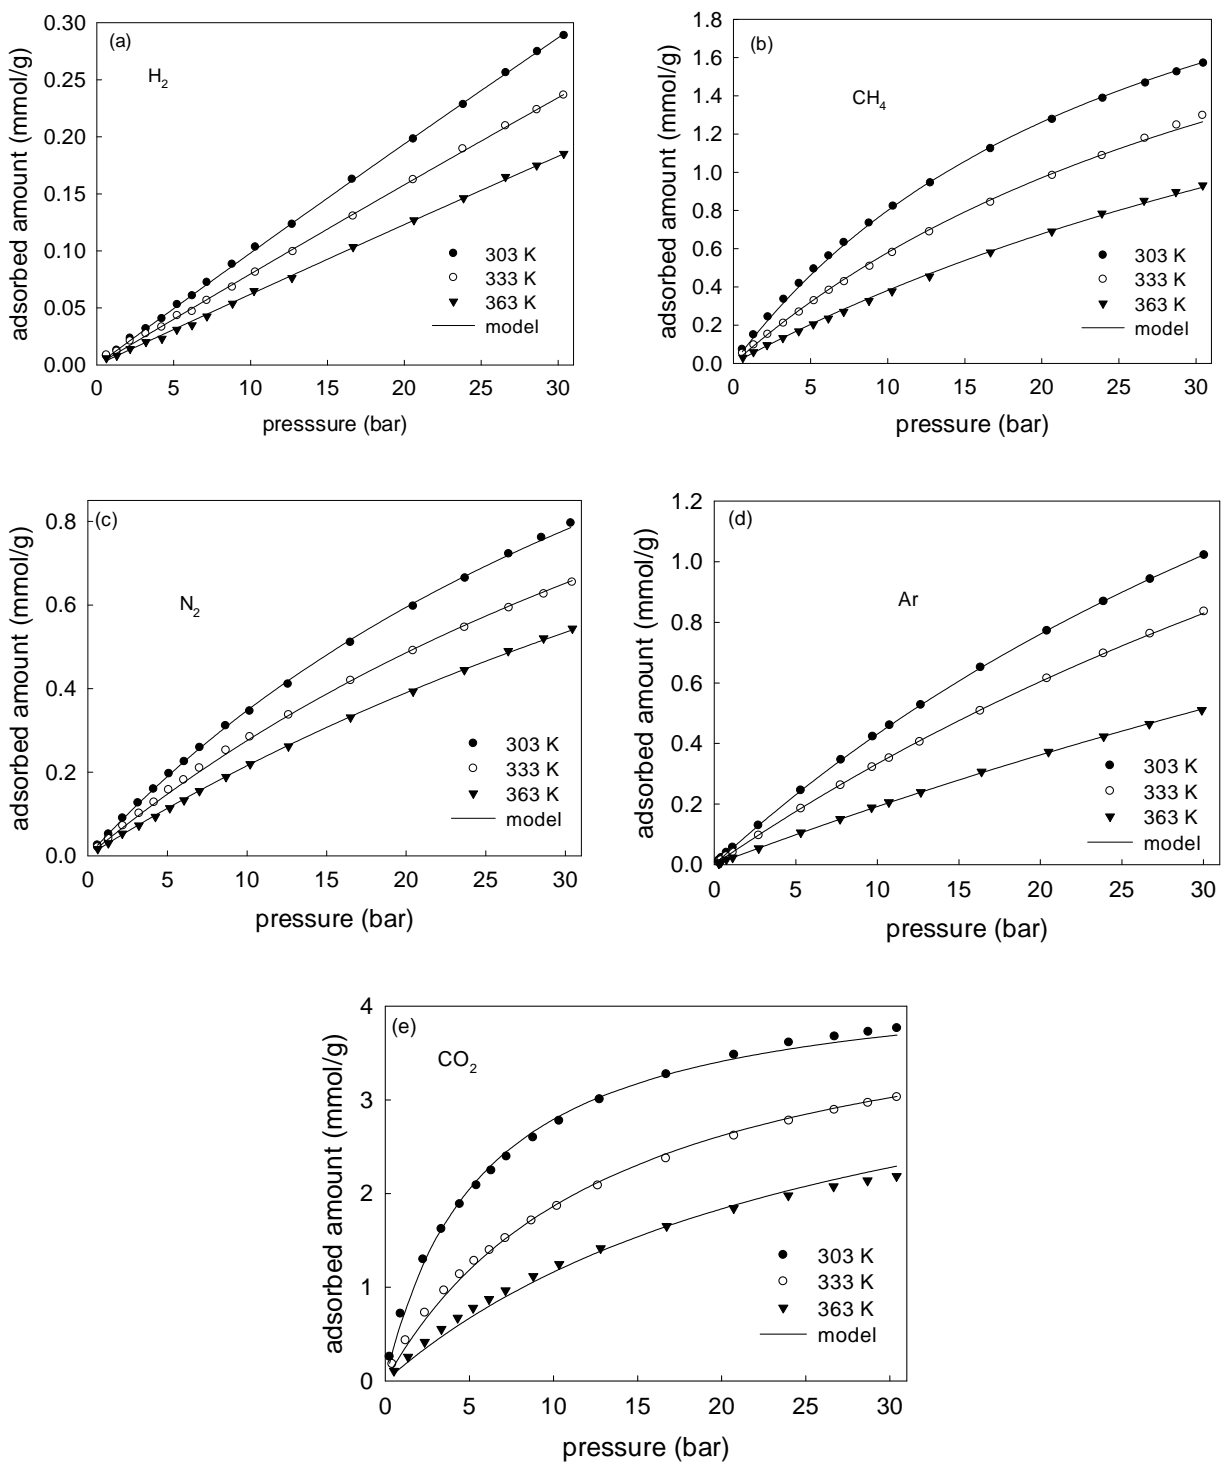 (a)
H2
adsorbed amount (mmol/g)
0.30
0.25
0.20
0.15
0.10
0.05
0.00
303 K
333 K
363 K
model
0 5 10 15 20 25 30
presssure (bar)
(b)
CH4
adsorbed amount (mmol/g)
1.8
1.6
1.4
1.2
1.0
0.8
0.6
0.4
0.2
0.0
303 K
333 K
363 K
model
0 5 10 15 20 25 30
pressure (bar)
(c)
N2
adsorbed amount (mmol/g)
0.8
0.6
0.4
0.2
0.0
303 K
333 K
363 K
model
0 5 10 15 20 25 30
pressure (bar)
(d)
Ar
adsorbed amount (mmol/g)
1.2
1.0
0.8
0.6
0.4
0.2
0.0
303 K
333 K
363 K
model
0 5 10 15 20 25 30
pressure (bar)
(e)
CO2
adsorbed amount (mmol/g)
4
3
2
1
0
303 K
333 K
363 K
model
0 5 10 15 20 25 30
pressure (bar)